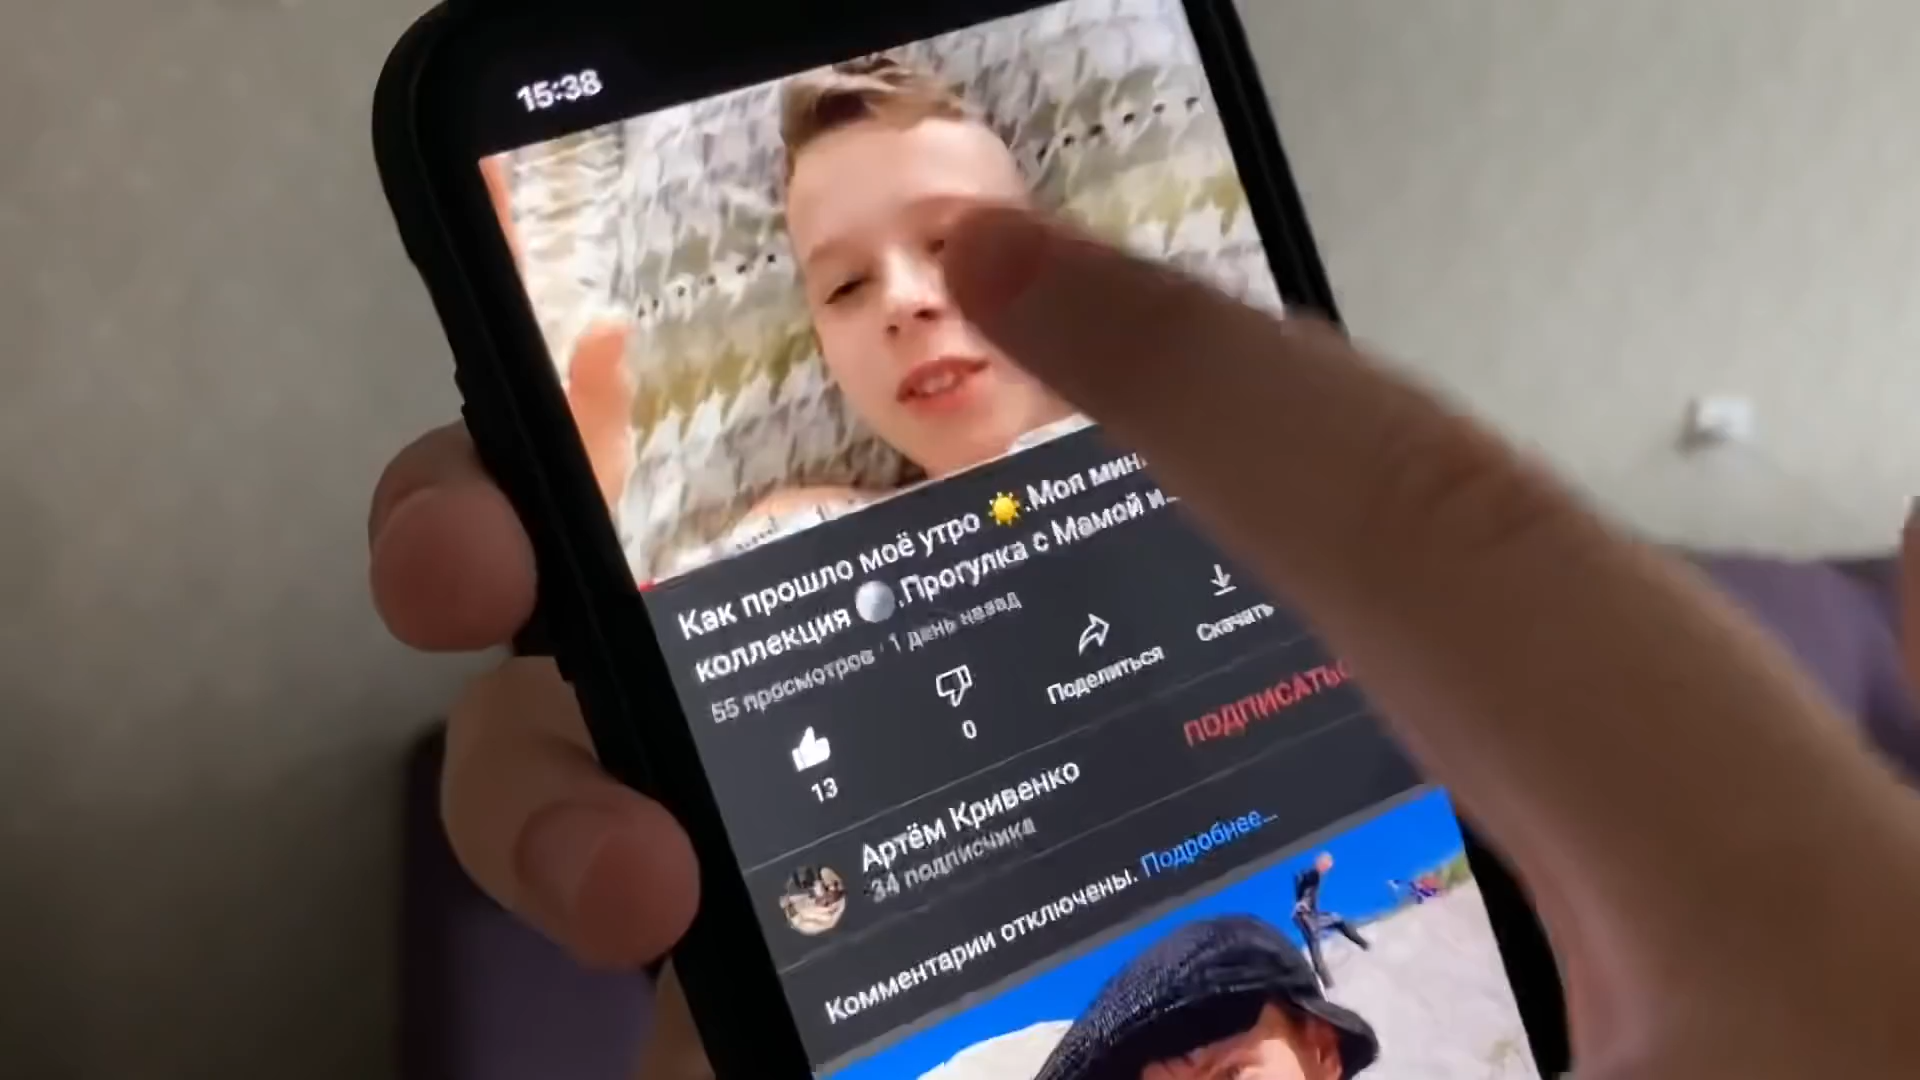 15:38
Как прошло моё утро ☀️.Моя мин
коллекция 🪩.Прогулка с Мамой и...
55 просмотров · 1 день назад
13
0
Поделиться
Скачать
ПОДПИСАТЬС
Артём Кривенко
34 подписчика
Комментарии отключены. Подробнее...